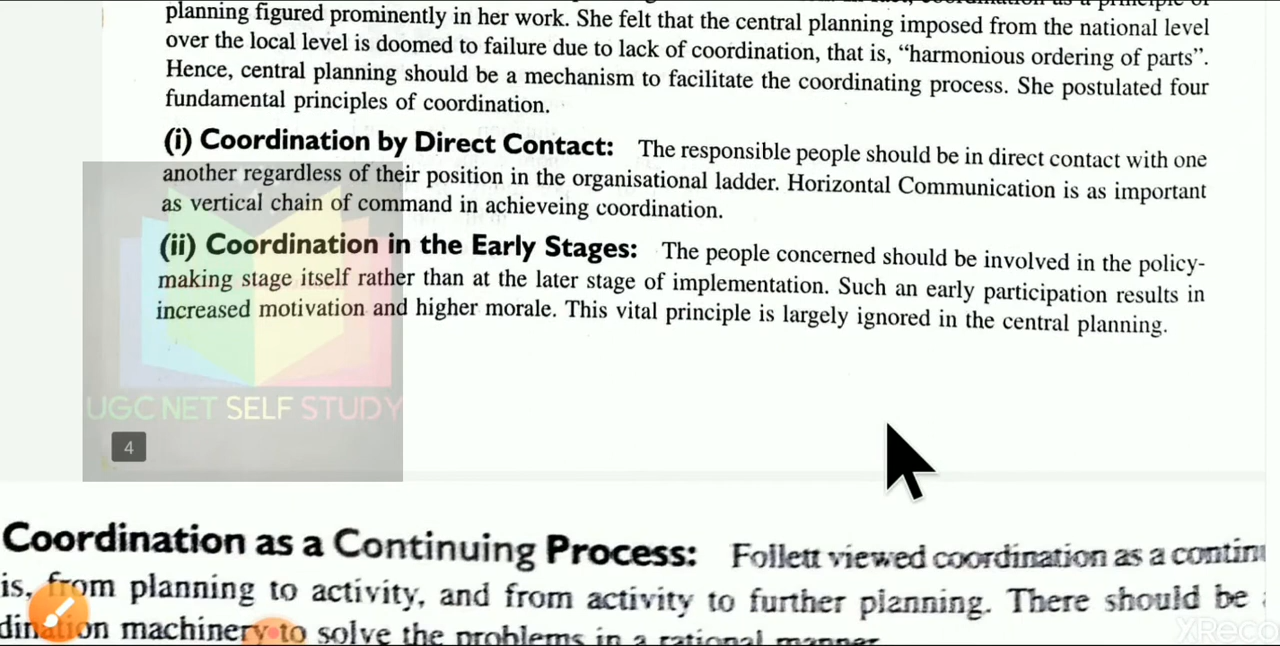 planning figured prominently in her work. She felt that the central planning imposed from the national level
over the local level is doomed to failure due to lack of coordination, that is, “harmonious ordering of parts”.
Hence, central planning should be a mechanism to facilitate the coordinating process. She postulated four
fundamental principles of coordination.
(i) Coordination by Direct Contact: The responsible people should be in direct contact with one
another regardless of their position in the organisational ladder. Horizontal Communication is as important
as vertical chain of command in achieveing coordination.
(ii) Coordination in the Early Stages: The people concerned should be involved in the policy-
making stage itself rather than at the later stage of implementation. Such an early participation results in
increased motivation and higher morale. This vital principle is largely ignored in the central planning.
UGC NET SELF STUDY
4
Coordination as a Continuing Process: Follett viewed coordination as a contin
is, from planning to activity, and from activity to further planning. There should be
dination machinery to solve the problems in a rational manner
XReco